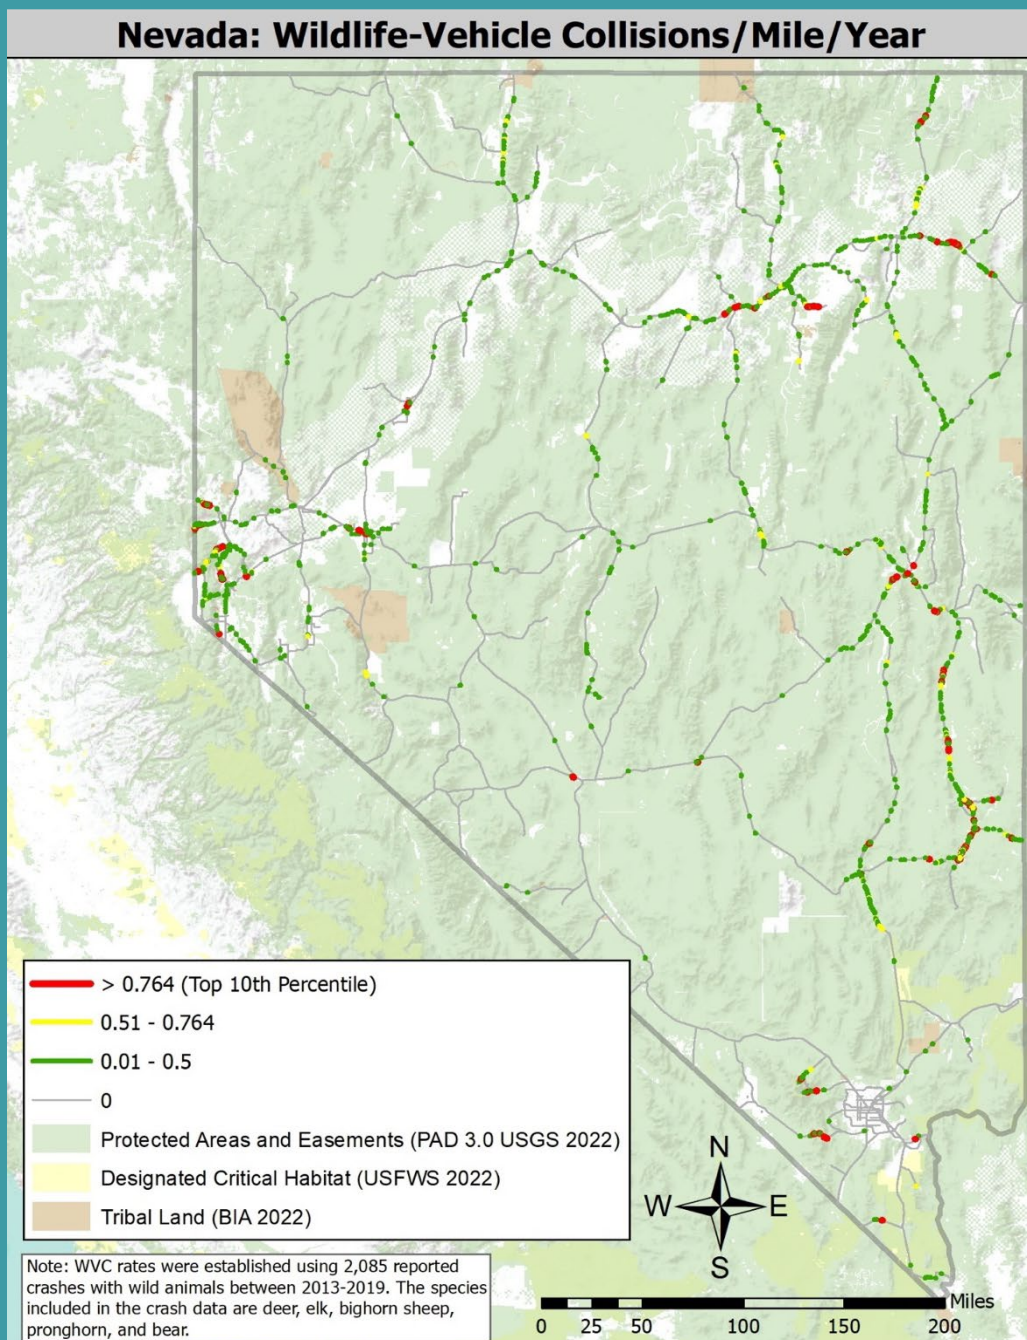 Nevada: Wildlife-Vehicle Collisions/Mile/Year
> 0.764 (Top 10th Percentile)
0.51 - 0.764
0.01 - 0.5
0
Protected Areas and Easements (PAD 3.0 USGS 2022)
Designated Critical Habitat (USFWS 2022)
Tribal Land (BIA 2022)
Note: WVC rates were established using 2,085 reported
crashes with wild animals between 2013-2019. The species
included in the crash data are deer, elk, bighorn sheep,
pronghorn, and bear.
N
W E
S
Miles
0 25 50 100 150 200